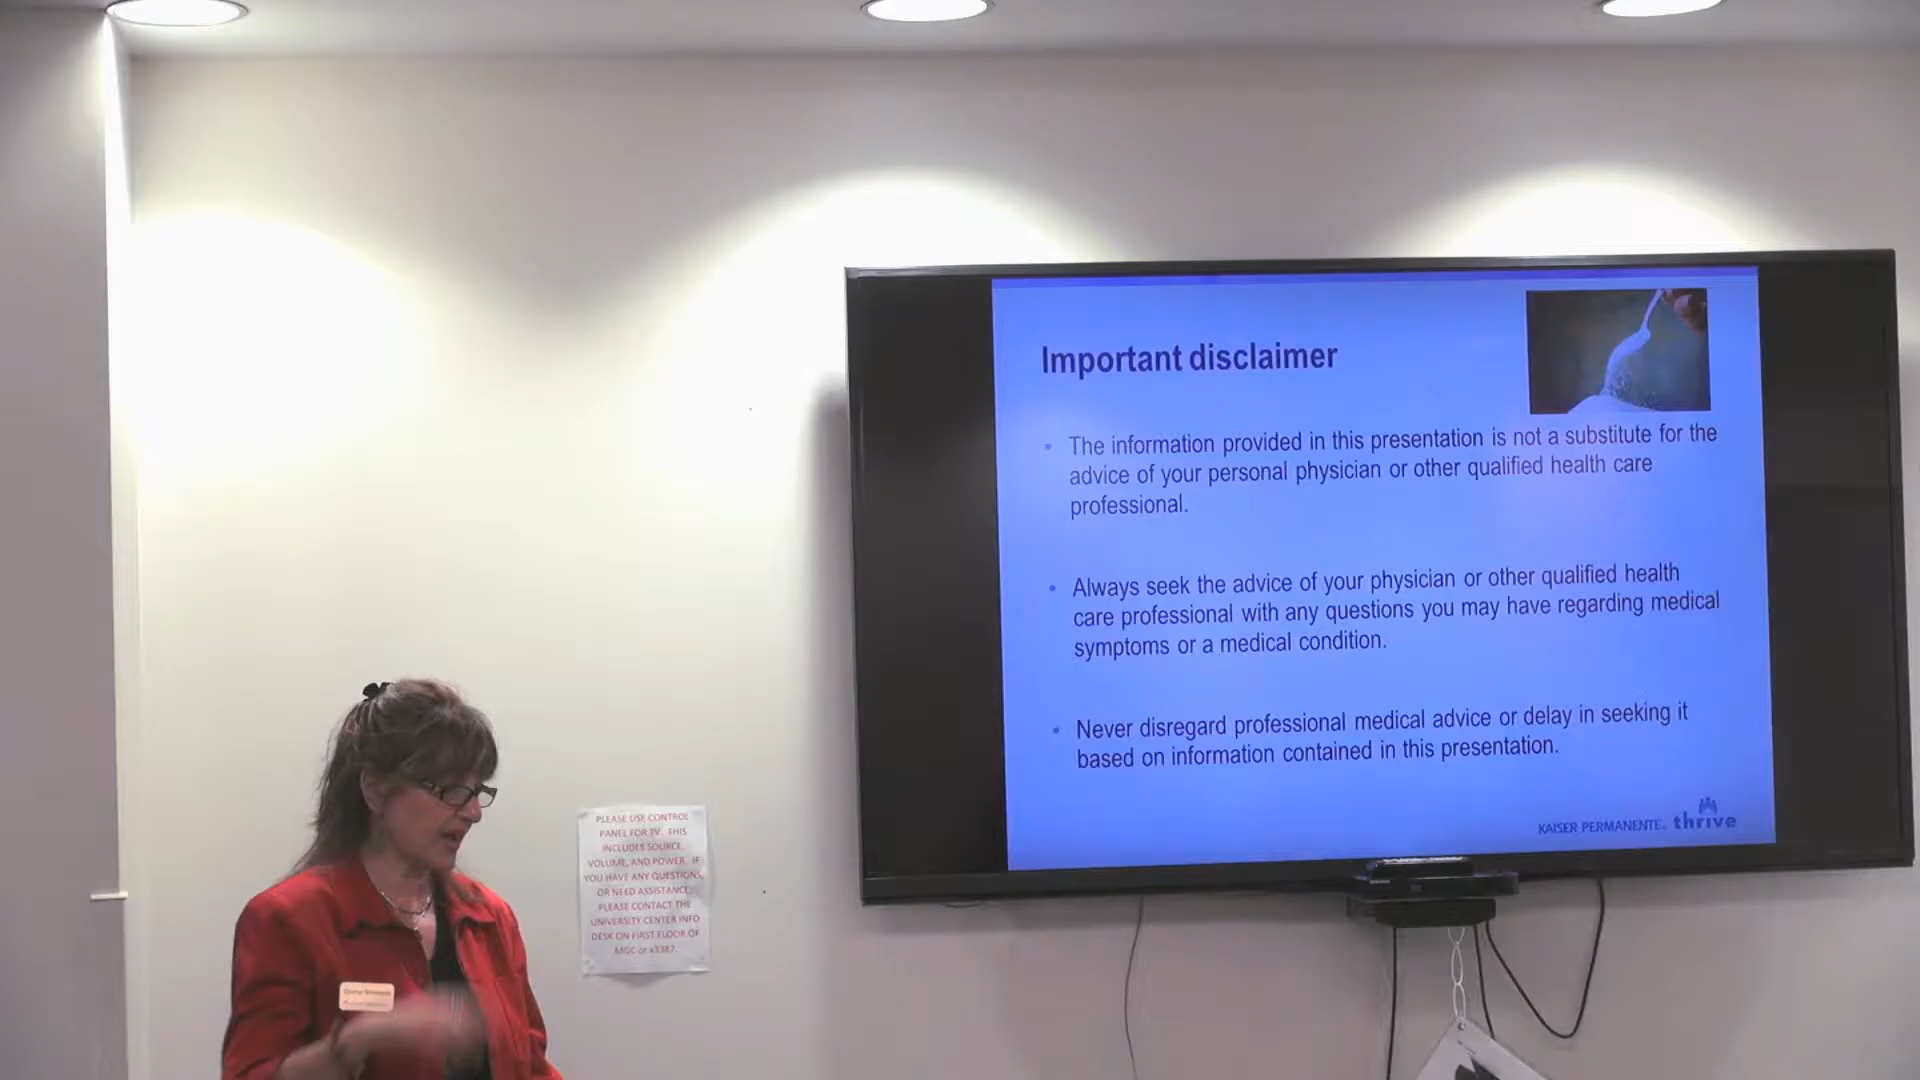 Important disclaimer
The information provided in this presentation is not a substitute for the
advice of your personal physician or other qualified health care
professional.
Always seek the advice of your physician or other qualified health
care professional with any questions you may have regarding medical
symptoms or a medical condition.
Never disregard professional medical advice or delay in seeking it
based on information contained in this presentation.
KAISER PERMANENTE® thrive
PLEASE USE CONTROL
PANEL FOR TV. THIS
INCLUDES SOURCE,
VOLUME, AND POWER. IF
YOU HAVE ANY QUESTIONS,
OR NEED ASSISTANCE,
PLEASE CONTACT THE
UNIVERSITY CENTER INFO
DESK ON FIRST FLOOR OF
MGC or x3387.